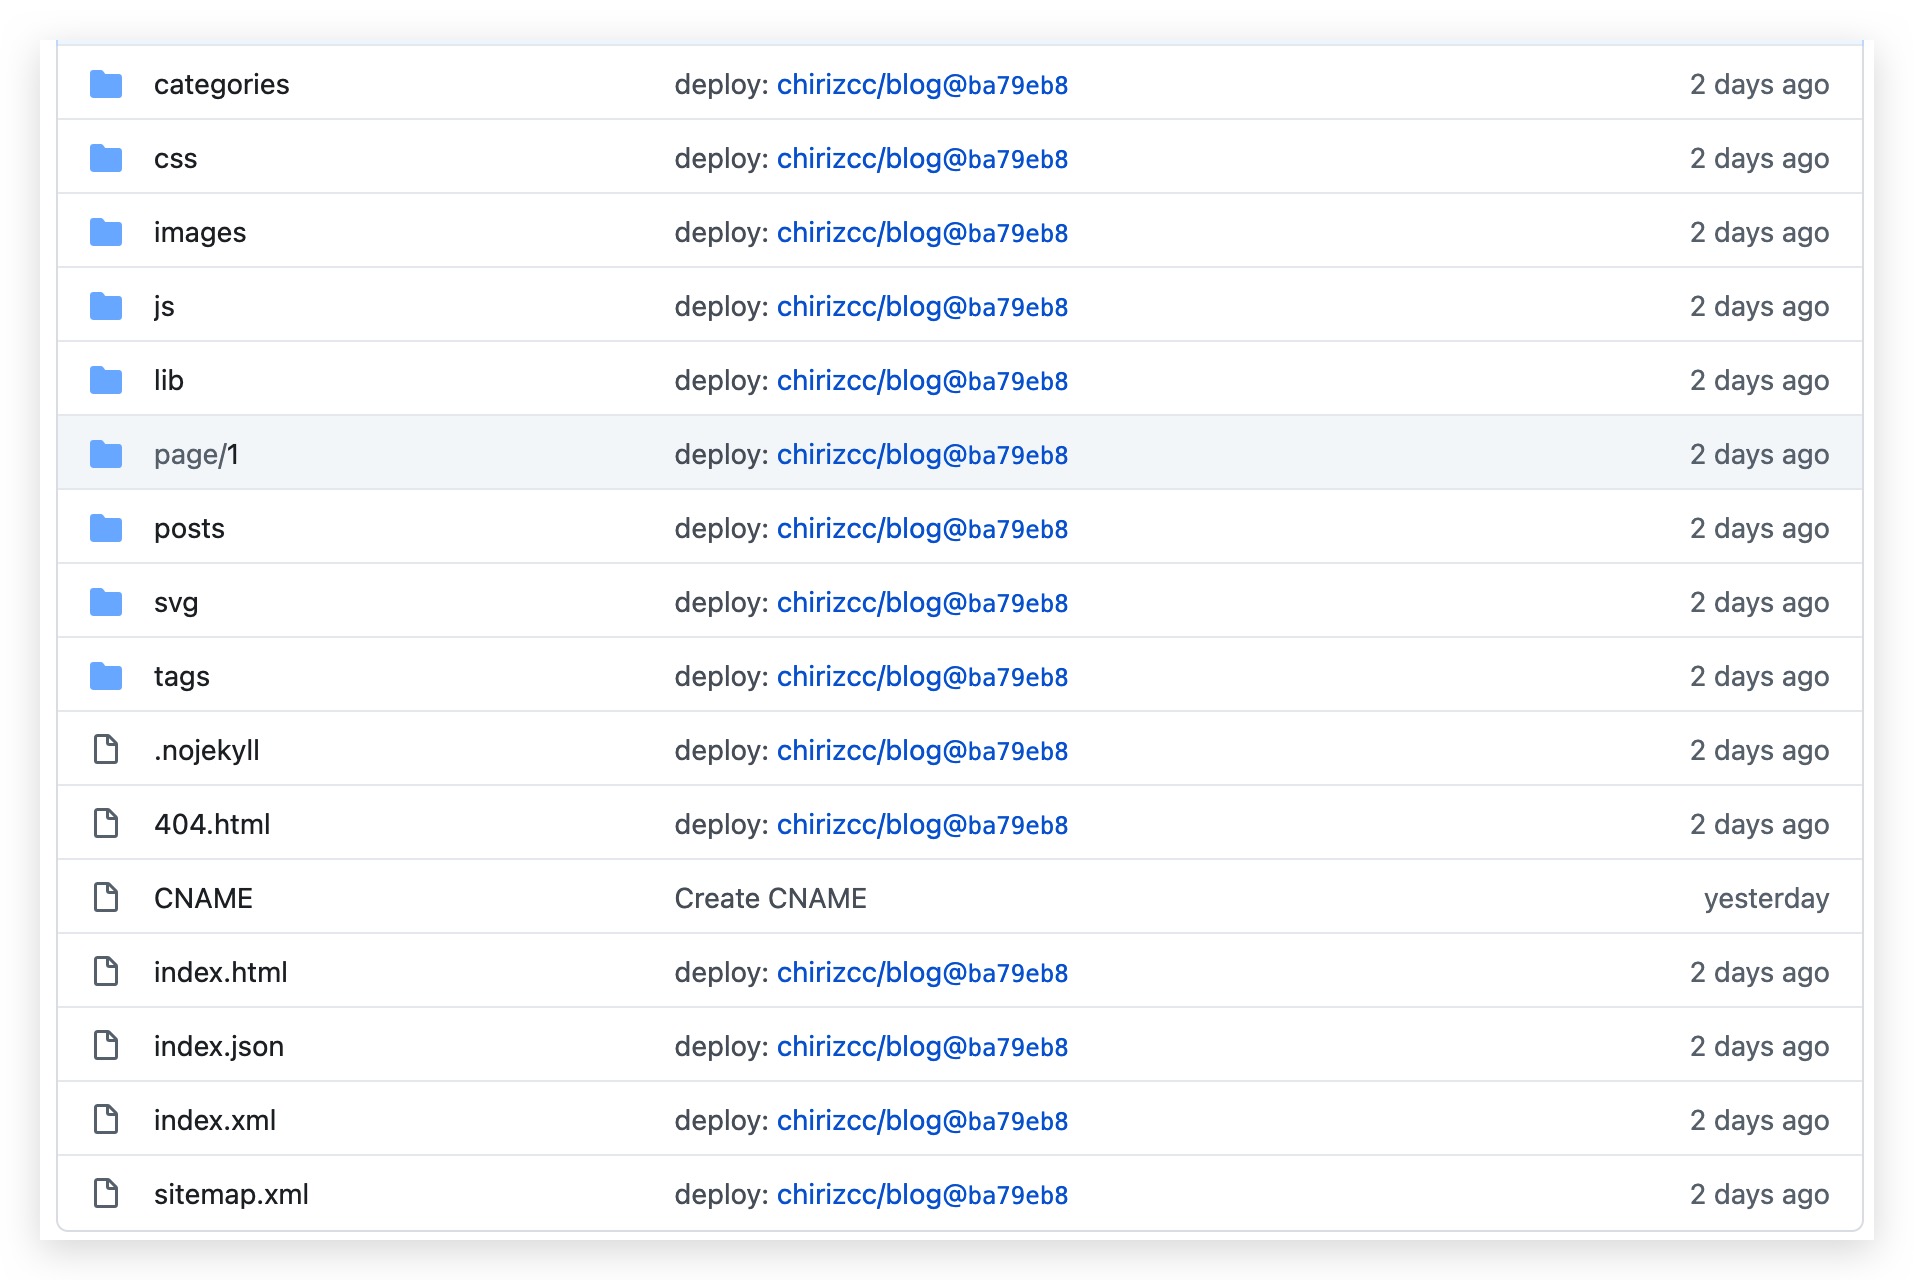 categories deploy: chirizcc/blog@ba79eb8 2 days ago
css deploy: chirizcc/blog@ba79eb8 2 days ago
images deploy: chirizcc/blog@ba79eb8 2 days ago
js deploy: chirizcc/blog@ba79eb8 2 days ago
lib deploy: chirizcc/blog@ba79eb8 2 days ago
page/1 deploy: chirizcc/blog@ba79eb8 2 days ago
posts deploy: chirizcc/blog@ba79eb8 2 days ago
svg deploy: chirizcc/blog@ba79eb8 2 days ago
tags deploy: chirizcc/blog@ba79eb8 2 days ago
.nojekyll deploy: chirizcc/blog@ba79eb8 2 days ago
404.html deploy: chirizcc/blog@ba79eb8 2 days ago
CNAME Create CNAME yesterday
index.html deploy: chirizcc/blog@ba79eb8 2 days ago
index.json deploy: chirizcc/blog@ba79eb8 2 days ago
index.xml deploy: chirizcc/blog@ba79eb8 2 days ago
sitemap.xml deploy: chirizcc/blog@ba79eb8 2 days ago